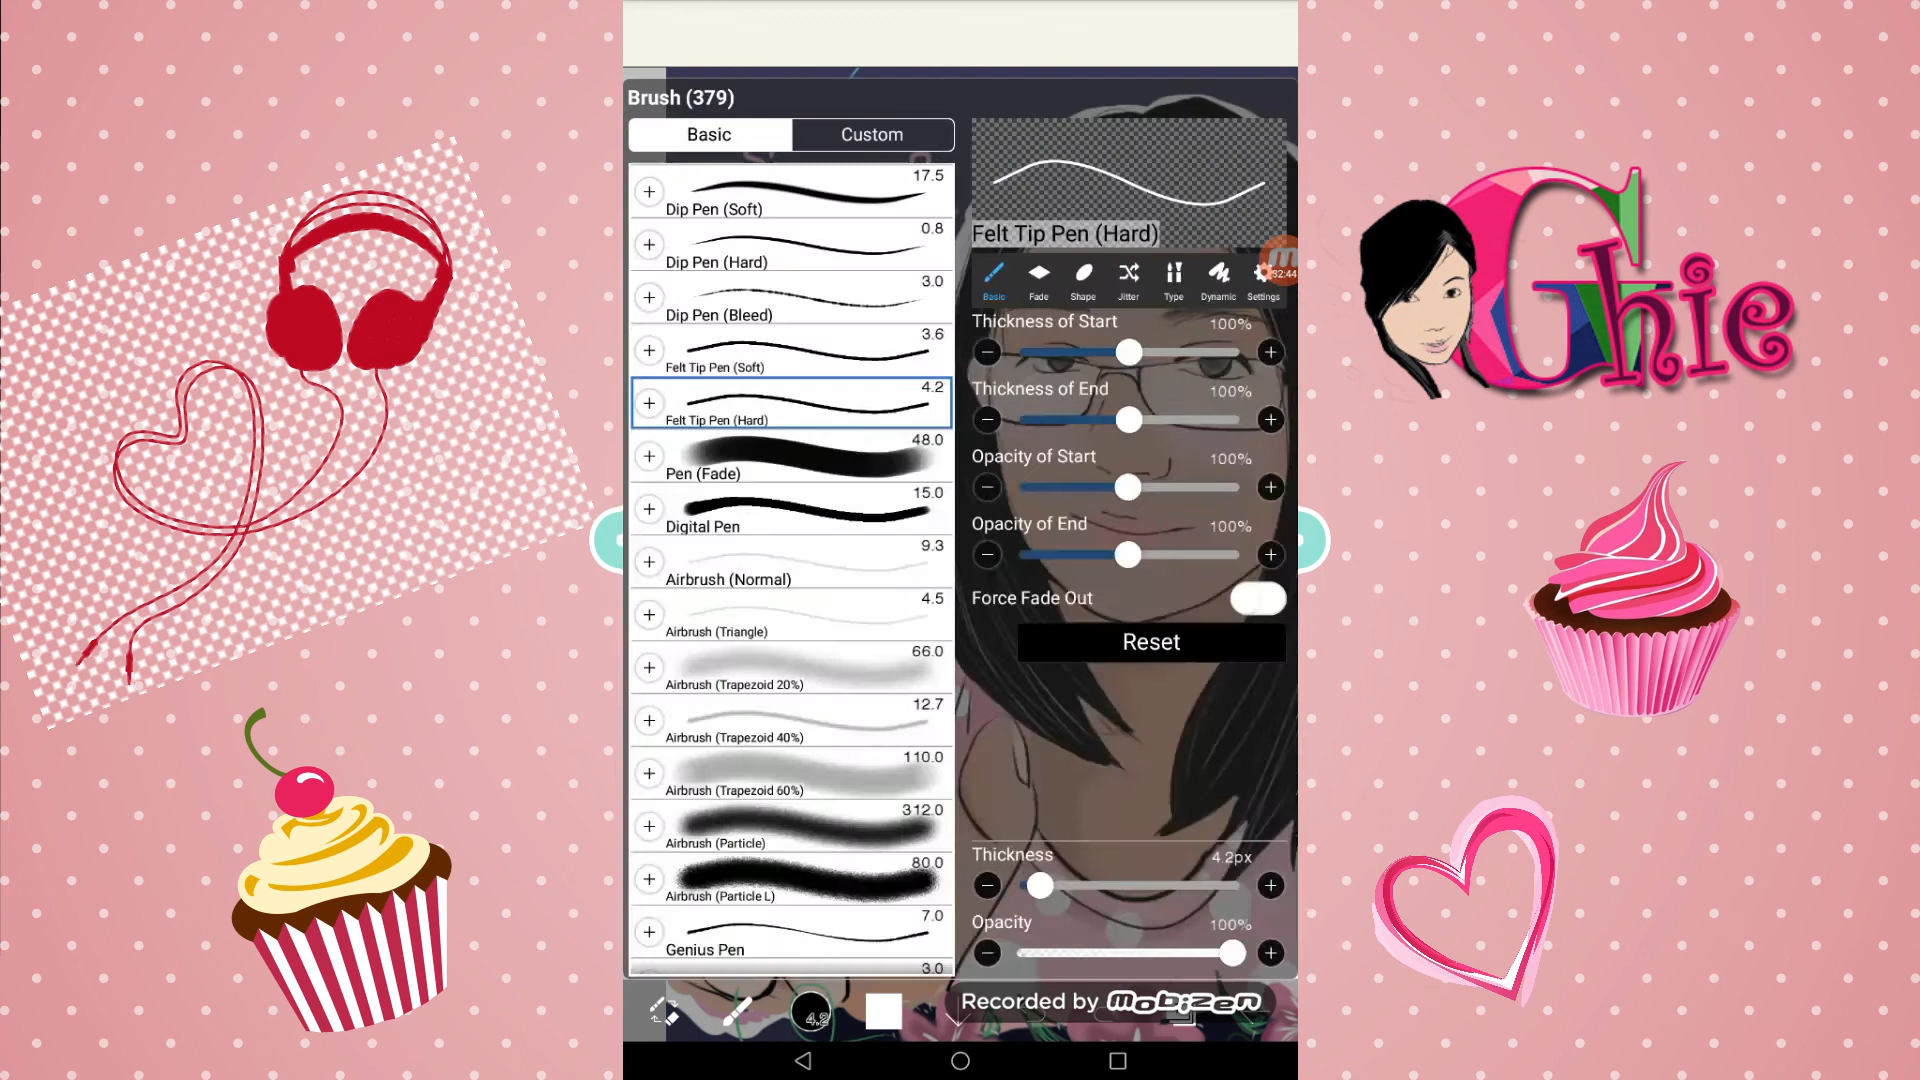 Brush (379)
Basic
Custom
17.5
Dip Pen (Soft)
0.8
Dip Pen (Hard)
3.0
Dip Pen (Bleed)
3.6
Felt Tip Pen (Soft)
4.2
Felt Tip Pen (Hard)
48.0
Pen (Fade)
15.0
Digital Pen
9.3
Airbrush (Normal)
4.5
Airbrush (Triangle)
66.0
Airbrush (Trapezoid 20%)
12.7
Airbrush (Trapezoid 40%)
110.0
Airbrush (Trapezoid 60%)
312.0
Airbrush (Particle)
80.0
Airbrush (Particle L)
7.0
Genius Pen
3.0
Felt Tip Pen (Hard)
Basic Fade Shape Jitter Type Dynamic Settings
Thickness of Start 100%
Thickness of End 100%
Opacity of Start 100%
Opacity of End 100%
Force Fade Out
Reset
Thickness 4.2px
Opacity 100%
4.2
Recorded by mobizen
Ghie